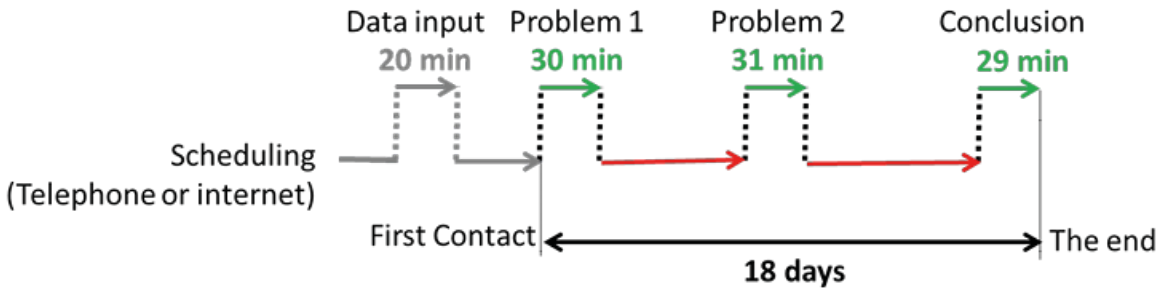 Data input Problem 1 Problem 2 Conclusion
20 min 30 min 31 min 29 min
Scheduling
(Telephone or internet)
First Contact The end
18 days